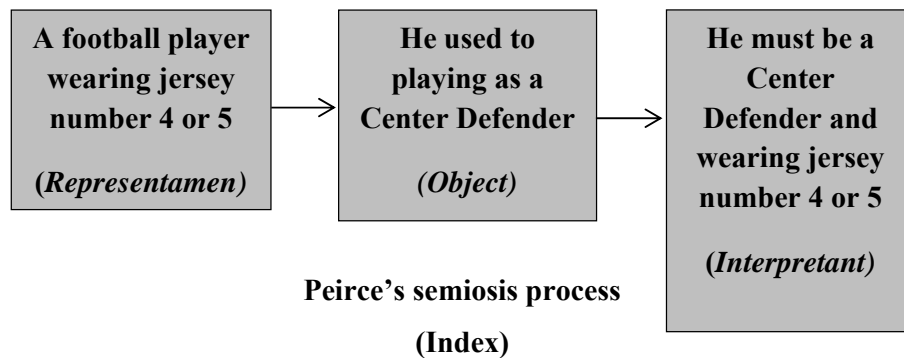 A football player
wearing jersey
number 4 or 5
(Representamen)
He used to
playing as a
Center Defender
(Object)
He must be a
Center
Defender and
wearing jersey
number 4 or 5
(Interpretant)
Peirce’s semiosis process
(Index)